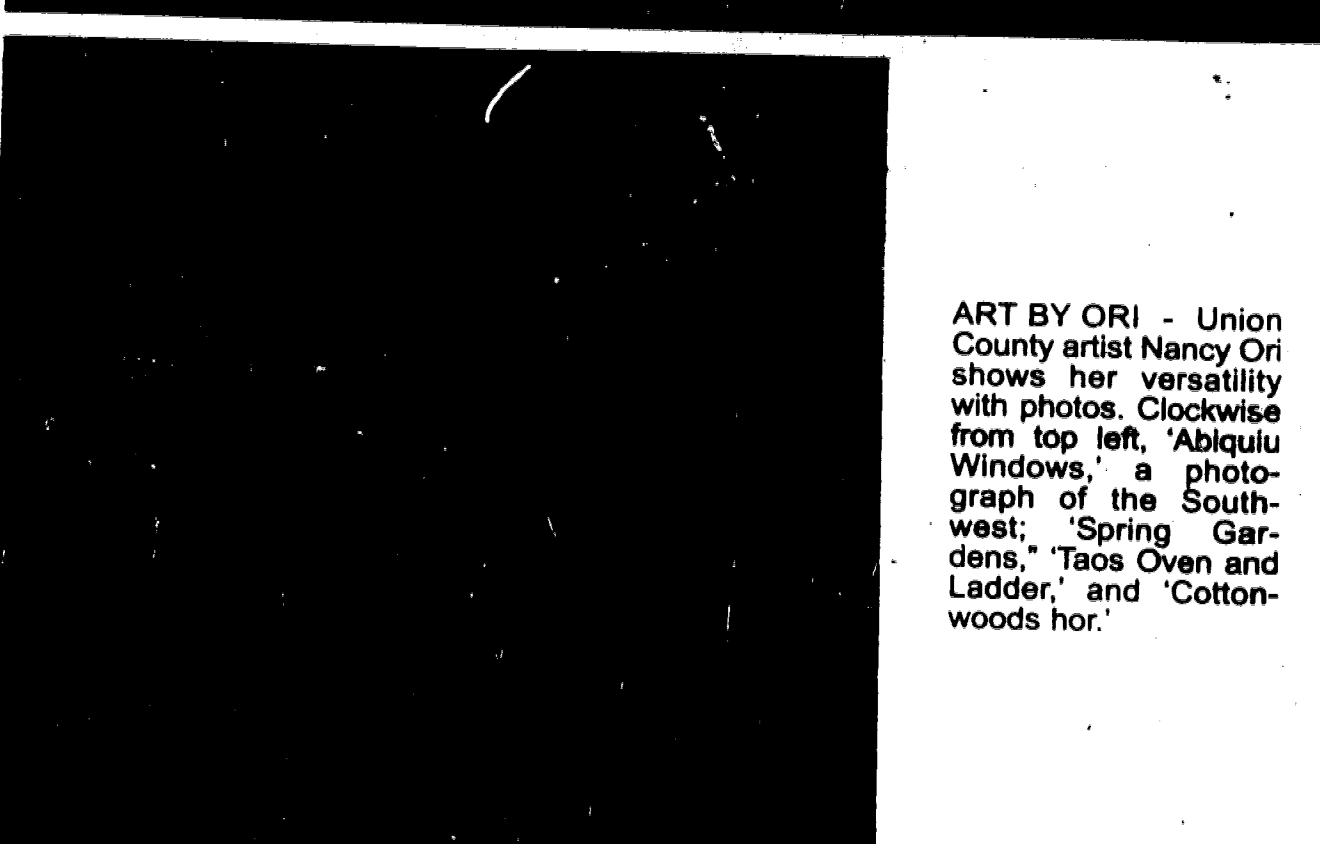 ART BY ORI - Union
County artist Nancy Ori
shows her versatility
with photos. Clockwise
from top left, 'Abiquiu
Windows,' a photo-
graph of the South-
west; 'Spring Gar-
dens," 'Taos Oven and
Ladder,' and 'Cotton-
woods hor.'